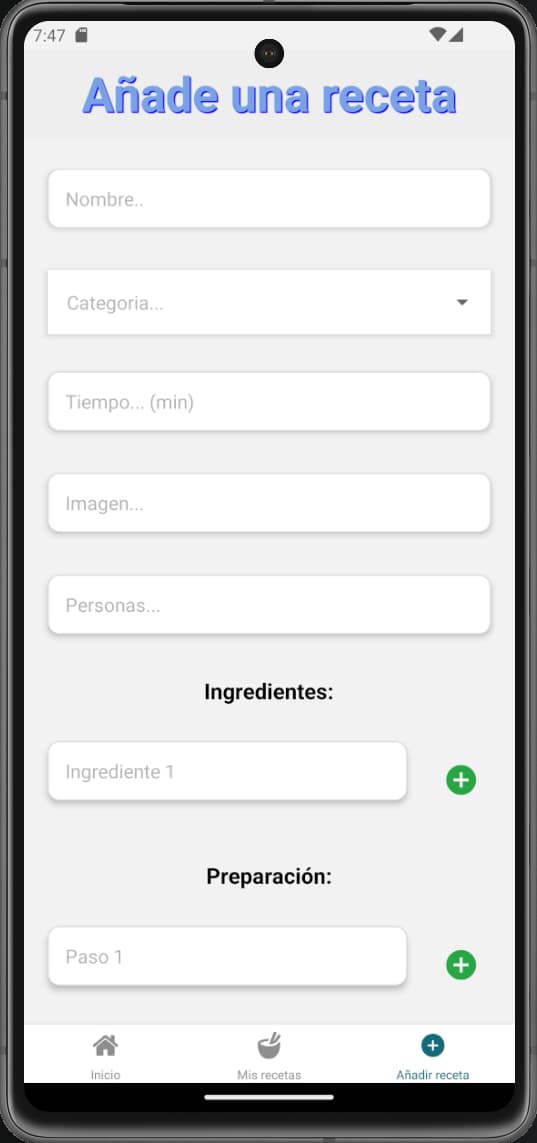 7:47
Añade una receta
Nombre..
Categoria...
Tiempo... (min)
Imagen...
Personas...
Ingredientes:
Ingrediente 1
Preparación:
Paso 1
Inicio
Mis recetas
Añadir receta